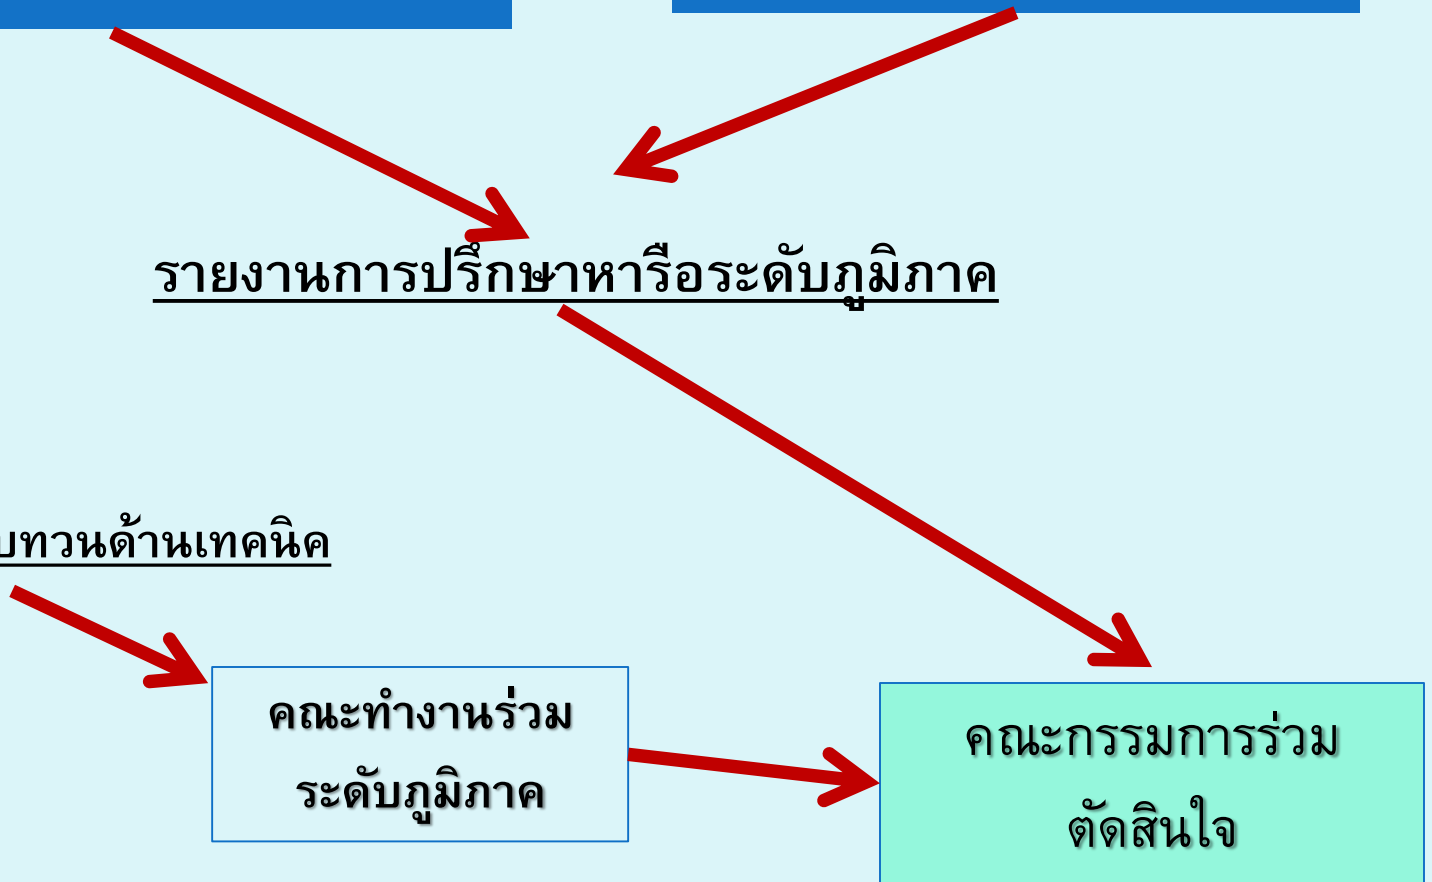 รายงานการปรึกษาหารือระดับภูมิภาค
บทวนด้านเทคนิค
คณะทำงานร่วม
ระดับภูมิภาค
คณะกรรมการร่วม
ตัดสินใจ